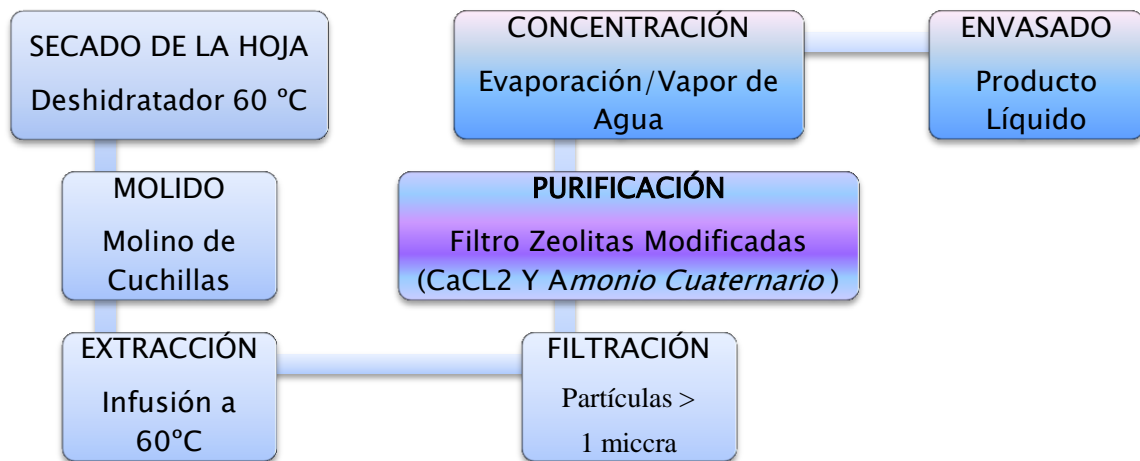 SECADO DE LA HOJA
Deshidratador 60 ºC
MOLIDO
Molino de
Cuchillas
EXTRACCIÓN
Infusión a
60ºC
FILTRACIÓN
Partículas >
1 miccra
PURIFICACIÓN
Filtro Zeolitas Modificadas
(CaCL2 Y Amonio Cuaternario )
CONCENTRACIÓN
Evaporación/Vapor de
Agua
ENVASADO
Producto
Líquido